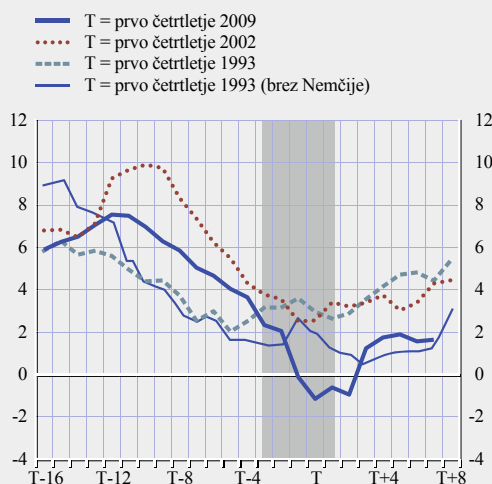 T = prvo četrtletje 2009
T = prvo četrtletje 2002
T = prvo četrtletje 1993
T = prvo četrtletje 1993 (brez Nemčije)
12 12
10 10
8 8
6 6
4 4
2 2
0 0
-2 -2
-4 -4
T-16 T-12 T-8 T-4 T T+4 T+8